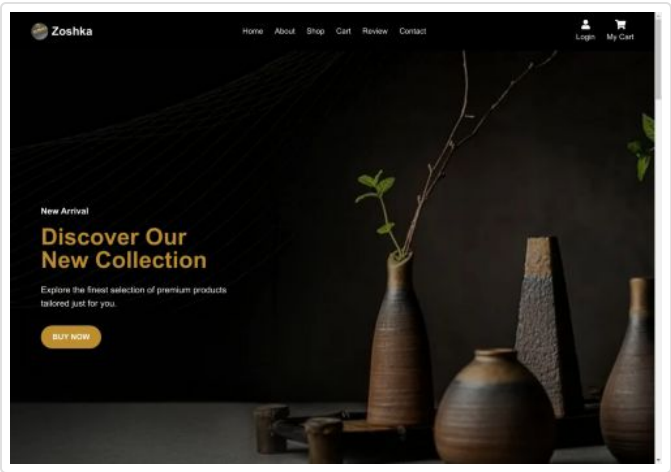 Zoshka
Home About Shop Cart Review Contact
Login My Cart
New Arrival
Discover Our
New Collection
Explore the finest selection of premium products
tailored just for you.
BUY NOW